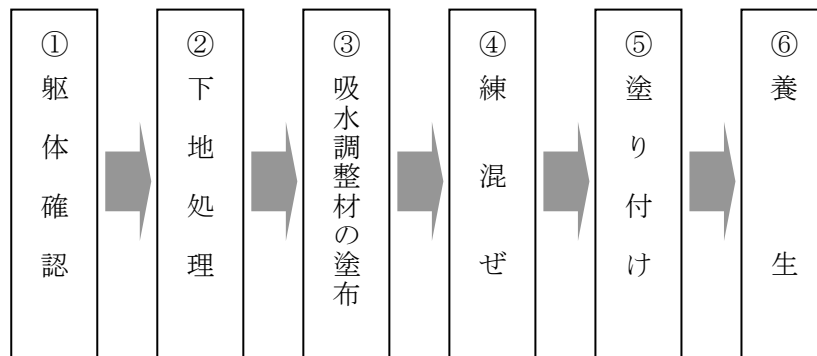 ①躯体確認
②下地処理
③吸水調整材の塗布
④練混ぜ
⑤塗り付け
⑥養生